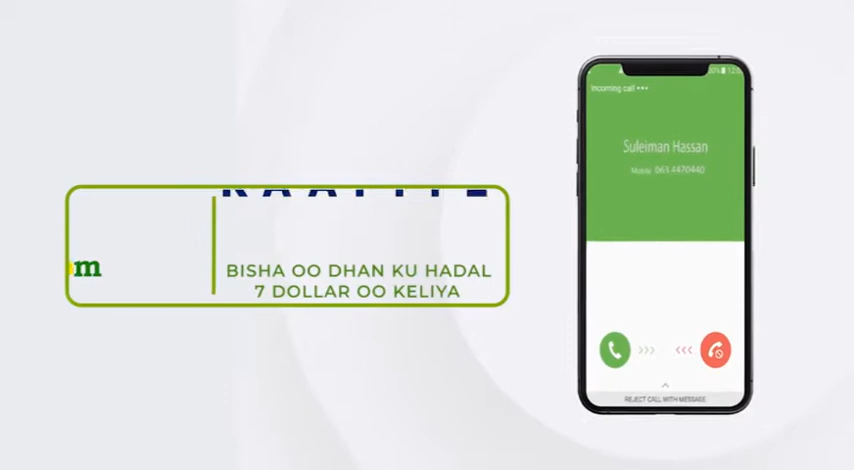 m
BISHA OO DHAN KU HADAL
7 DOLLAR OO KELIYA
Incoming call
Suleiman Hassan
Mobile 063 4470440
REJECT CALL WITH MESSAGE